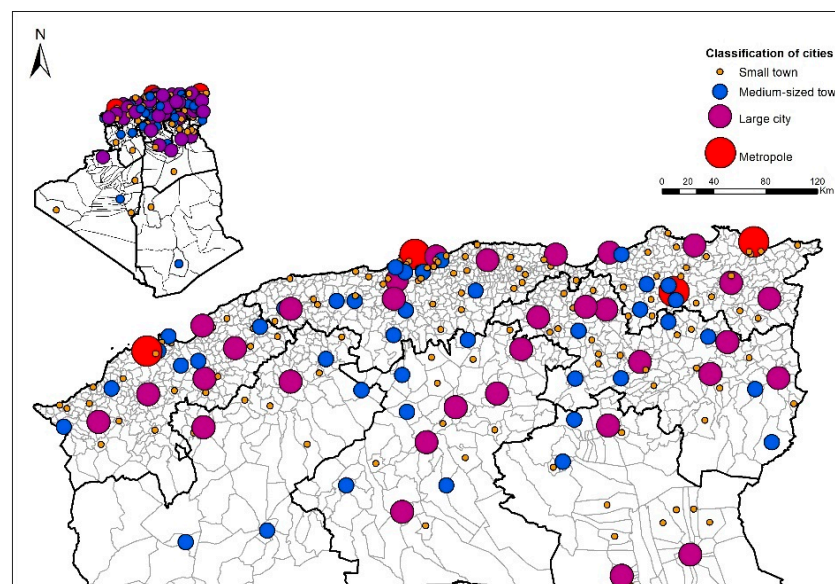 N
Classification of cities
Small town
Medium-sized tow
Large city
Metropole
0 20 40 80 120
Km